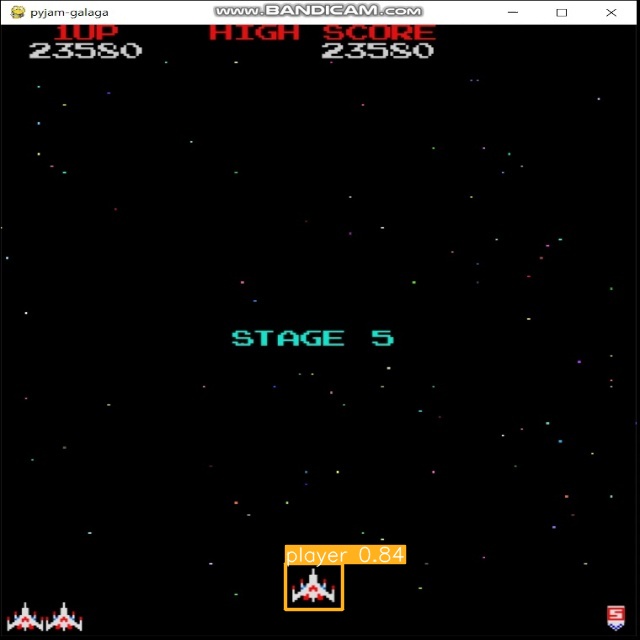 pyjam-galaga
www.BANDICAM.com
1UP HIGH SCORE
23580 23580
STAGE 5
player 0.84
5